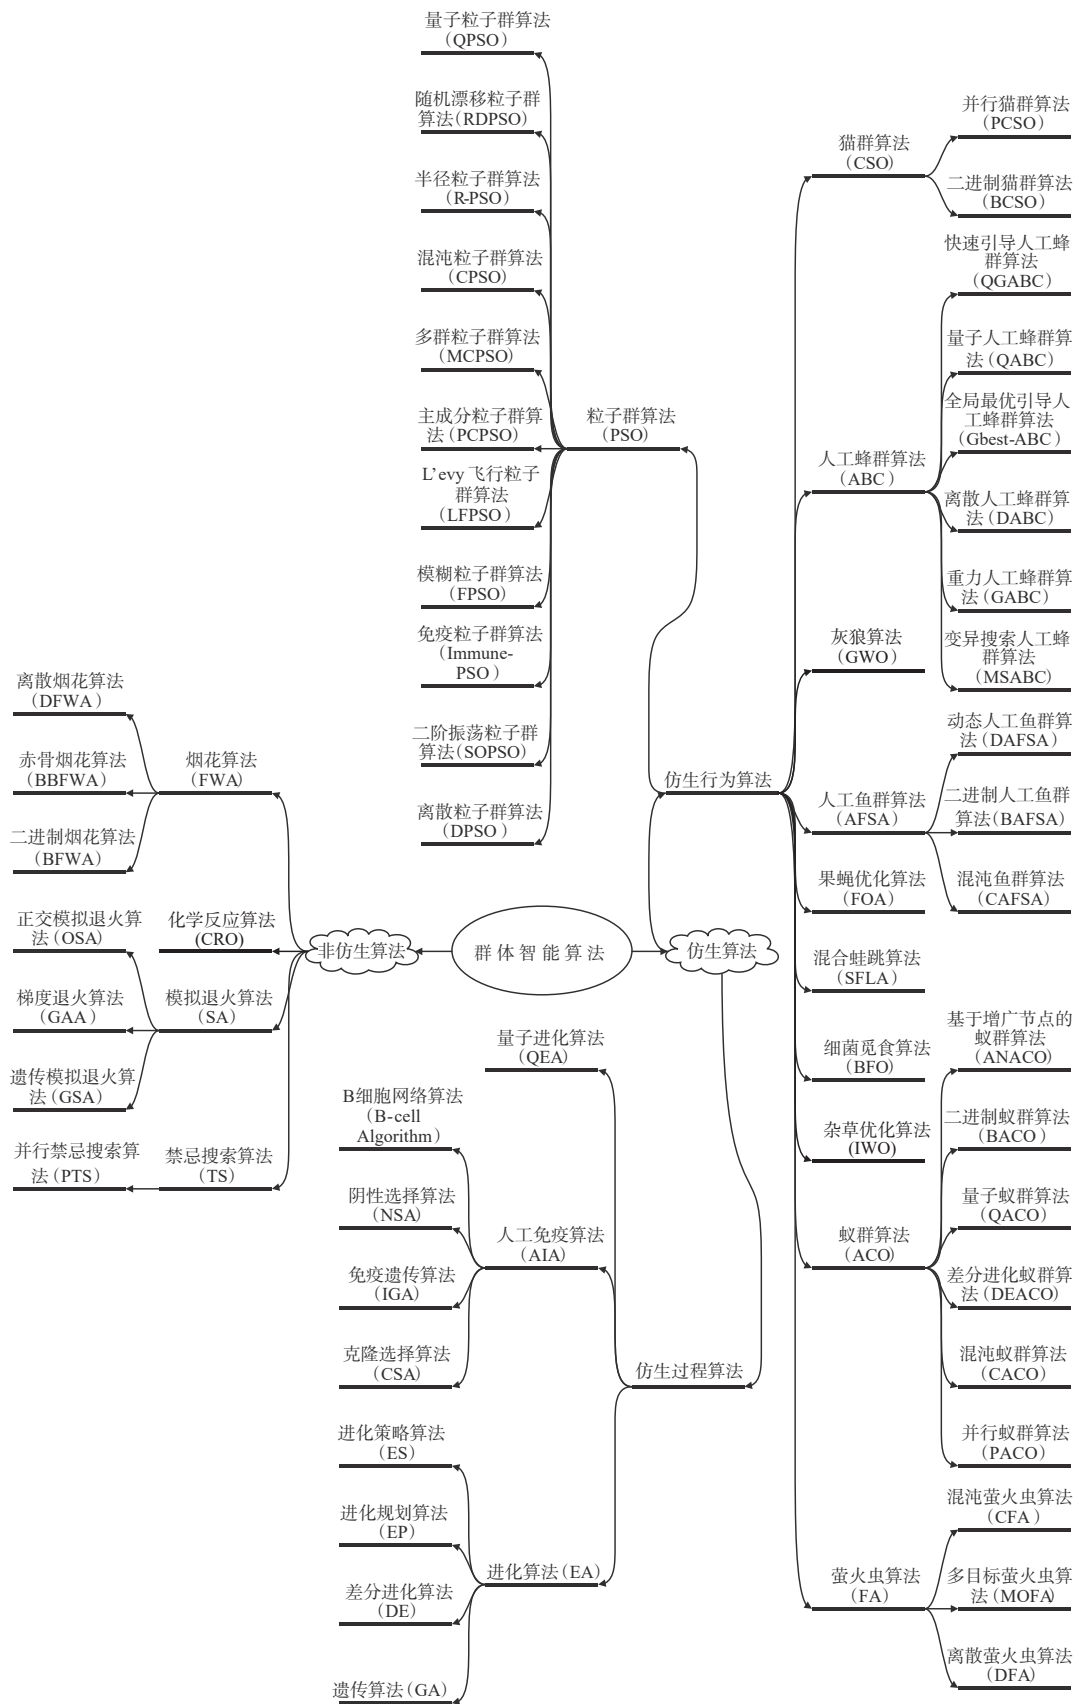 量子粒子群算法
(QPSO)
随机漂移粒子群
算法(RDPSO)
半径粒子群算法
(R-PSO)
混沌粒子群算法
(CPSO)
多群粒子群算法
(MCPSO)
主成分粒子群算
法(PCPSO)
L'evy飞行粒子
群算法
(LFPSO)
模糊粒子群算法
(FPSO)
免疫粒子群算法
(Immune-
PSO)
二阶振荡粒子群
算法(SOPSO)
离散粒子群算法
(DPSO)
粒子群算法
(PSO)
猫群算法
(CSO)
并行猫群算法
(PCSO)
二进制猫群算法
(BCSO)
人工蜂群算法
(ABC)
快速引导人工蜂
群算法
(QGABC)
量子人工蜂群算
法(QABC)
全局最优引导人
工蜂群算法
(Gbest-ABC)
离散人工蜂群算
法(DABC)
重力人工蜂群算
法(GABC)
变异搜索人工蜂
群算法
(MSABC)
灰狼算法
(GWO)
仿生行为算法
人工鱼群算法
(AFSA)
动态人工鱼群算
法(DAFSA)
二进制人工鱼群
算法(BAFSA)
混沌鱼群算法
(CAFSA)
果蝇优化算法
(FOA)
混合蛙跳算法
(SFLA)
细菌觅食算法
(BFO)
杂草优化算法
(IWO)
蚁群算法
(ACO)
基于增广节点的
蚁群算法
(ANACO)
二进制蚁群算法
(BACO)
量子蚁群算法
(QACO)
差分进化蚁群算
法(DEACO)
混沌蚁群算法
(CACO)
并行蚁群算法
(PACO)
萤火虫算法
(FA)
混沌萤火虫算法
(CFA)
多目标萤火虫算
法(MOFA)
离散萤火虫算法
(DFA)
离散烟花算法
(DFWA)
赤骨烟花算法
(BBFWA)
二进制烟花算法
(BFWA)
烟花算法
(FWA)
化学反应算法
(CRO)
正交模拟退火算
法(OSA)
梯度退火算法
(GAA)
遗传模拟退火算
法(GSA)
模拟退火算法
(SA)
并行禁忌搜索算
法(PTS)
禁忌搜索算法
(TS)
非仿生算法
群体智能算法
仿生算法
量子进化算法
(QEA)
B细胞网络算法
(B-cell
Algorithm)
阴性选择算法
(NSA)
免疫遗传算法
(IGA)
克隆选择算法
(CSA)
人工免疫算法
(AIA)
仿生过程算法
进化策略算法
(ES)
进化规划算法
(EP)
差分进化算法
(DE)
遗传算法(GA)
进化算法(EA)